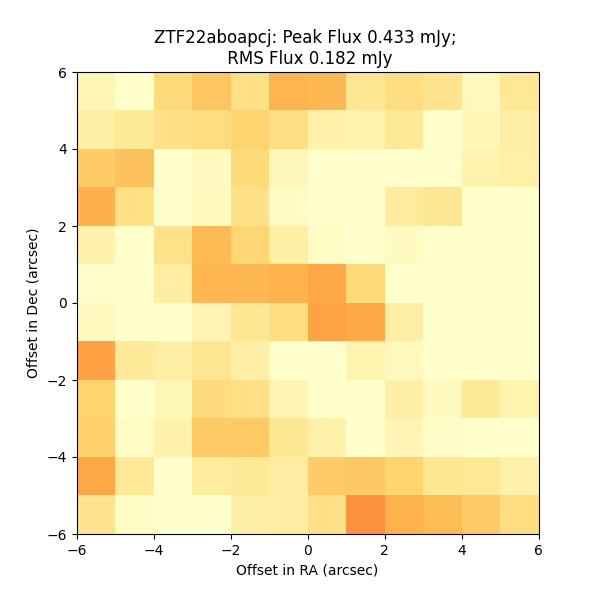 ZTF22aboapcj: Peak Flux 0.433 mJy;
RMS Flux 0.182 mJy
6
4
2
0
−2
−4
−6
Offset in Dec (arcsec)
−6 −4 −2 0 2 4 6
Offset in RA (arcsec)